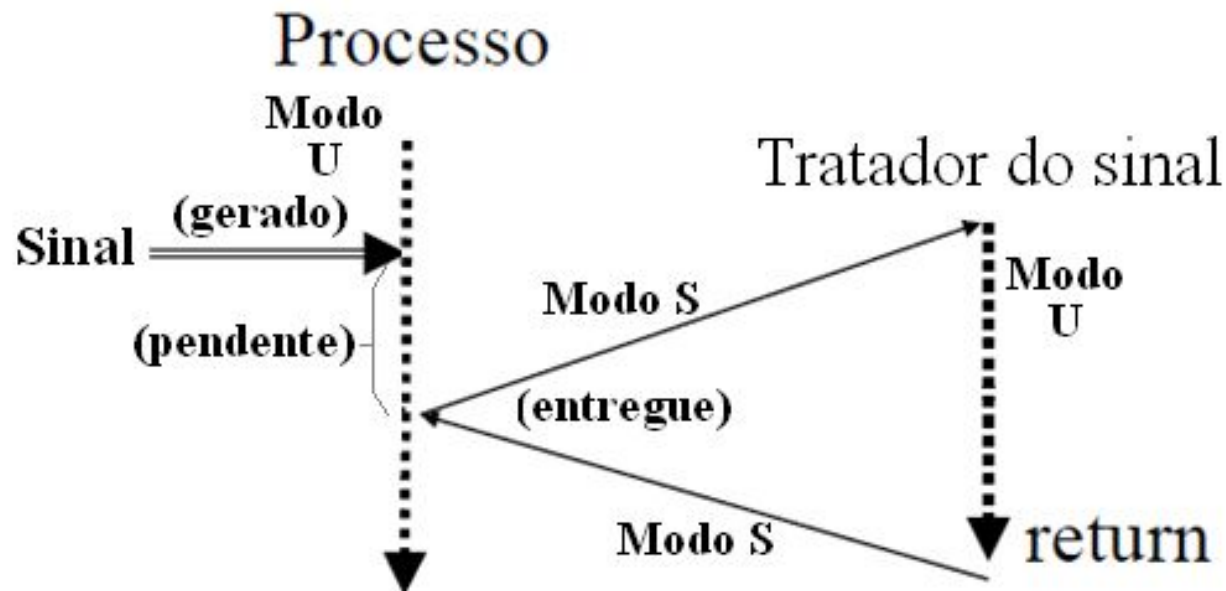 Processo
Modo
U
Tratador do sinal
(gerado)
Sinal
Modo S
Modo
U
(pendente)
(entregue)
Modo S
return